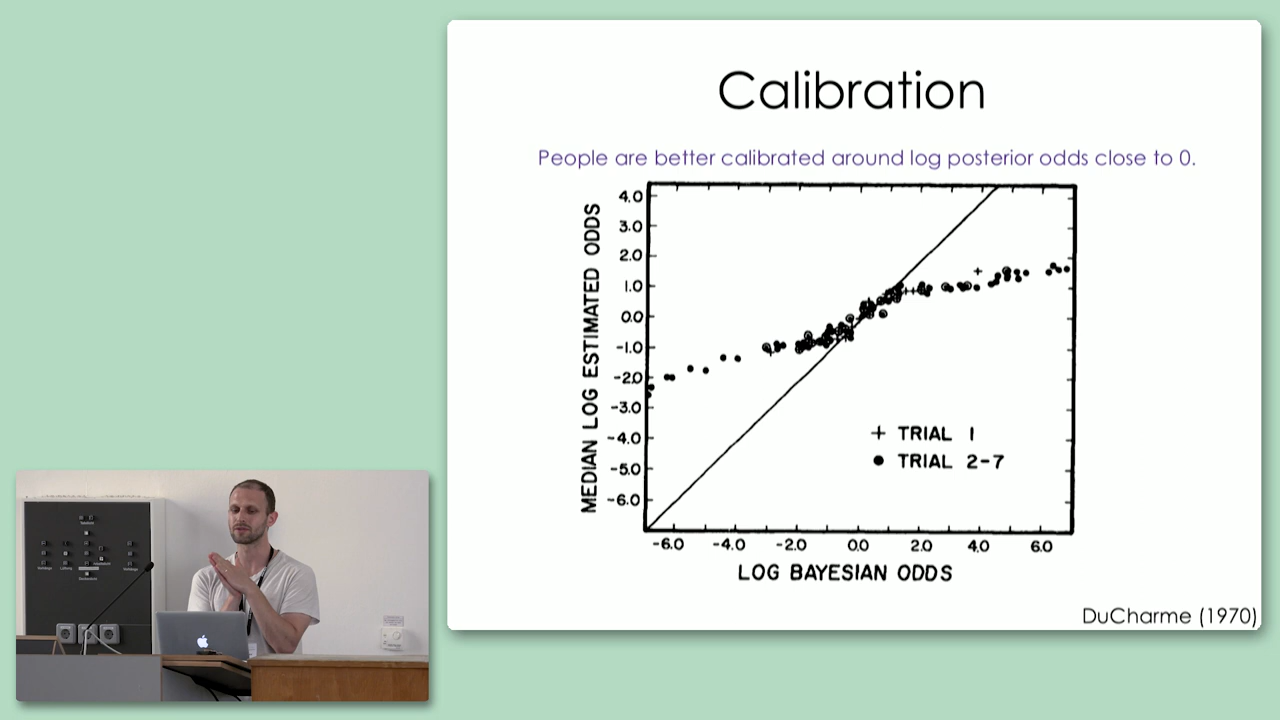 Calibration
People are better calibrated around log posterior odds close to 0.
MEDIAN LOG ESTIMATED ODDS
4.0
3.0
2.0
1.0
0.0
-1.0
-2.0
-3.0
-4.0
-5.0
-6.0
+ TRIAL 1
● TRIAL 2-7
-6.0 -4.0 -2.0 0.0 2.0 4.0 6.0
LOG BAYESIAN ODDS
DuCharme (1970)